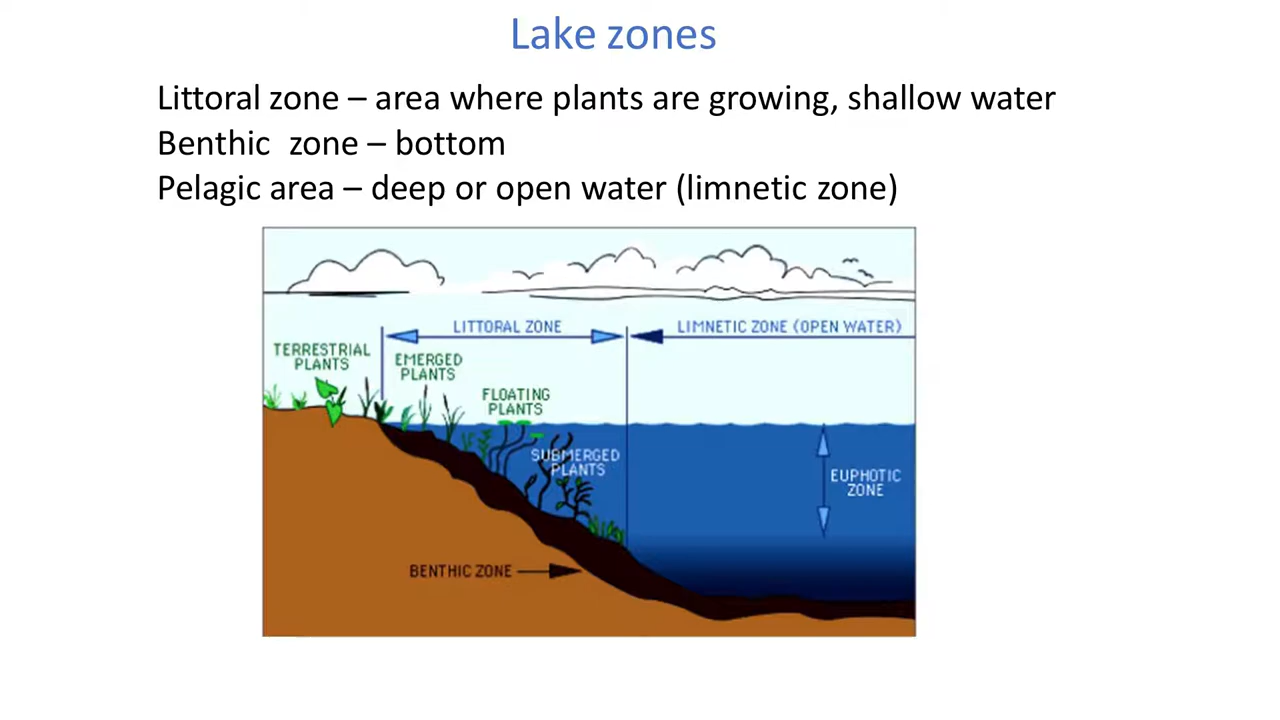 Lake zones
Littoral zone – area where plants are growing, shallow water
Benthic  zone – bottom
Pelagic area – deep or open water (limnetic zone)
LITTORAL ZONE
LIMNETIC ZONE (OPEN WATER)
TERRESTRIAL
PLANTS
EMERGED
PLANTS
FLOATING
PLANTS
SUBMERGED
PLANTS
EUPHOTIC
ZONE
BENTHIC ZONE